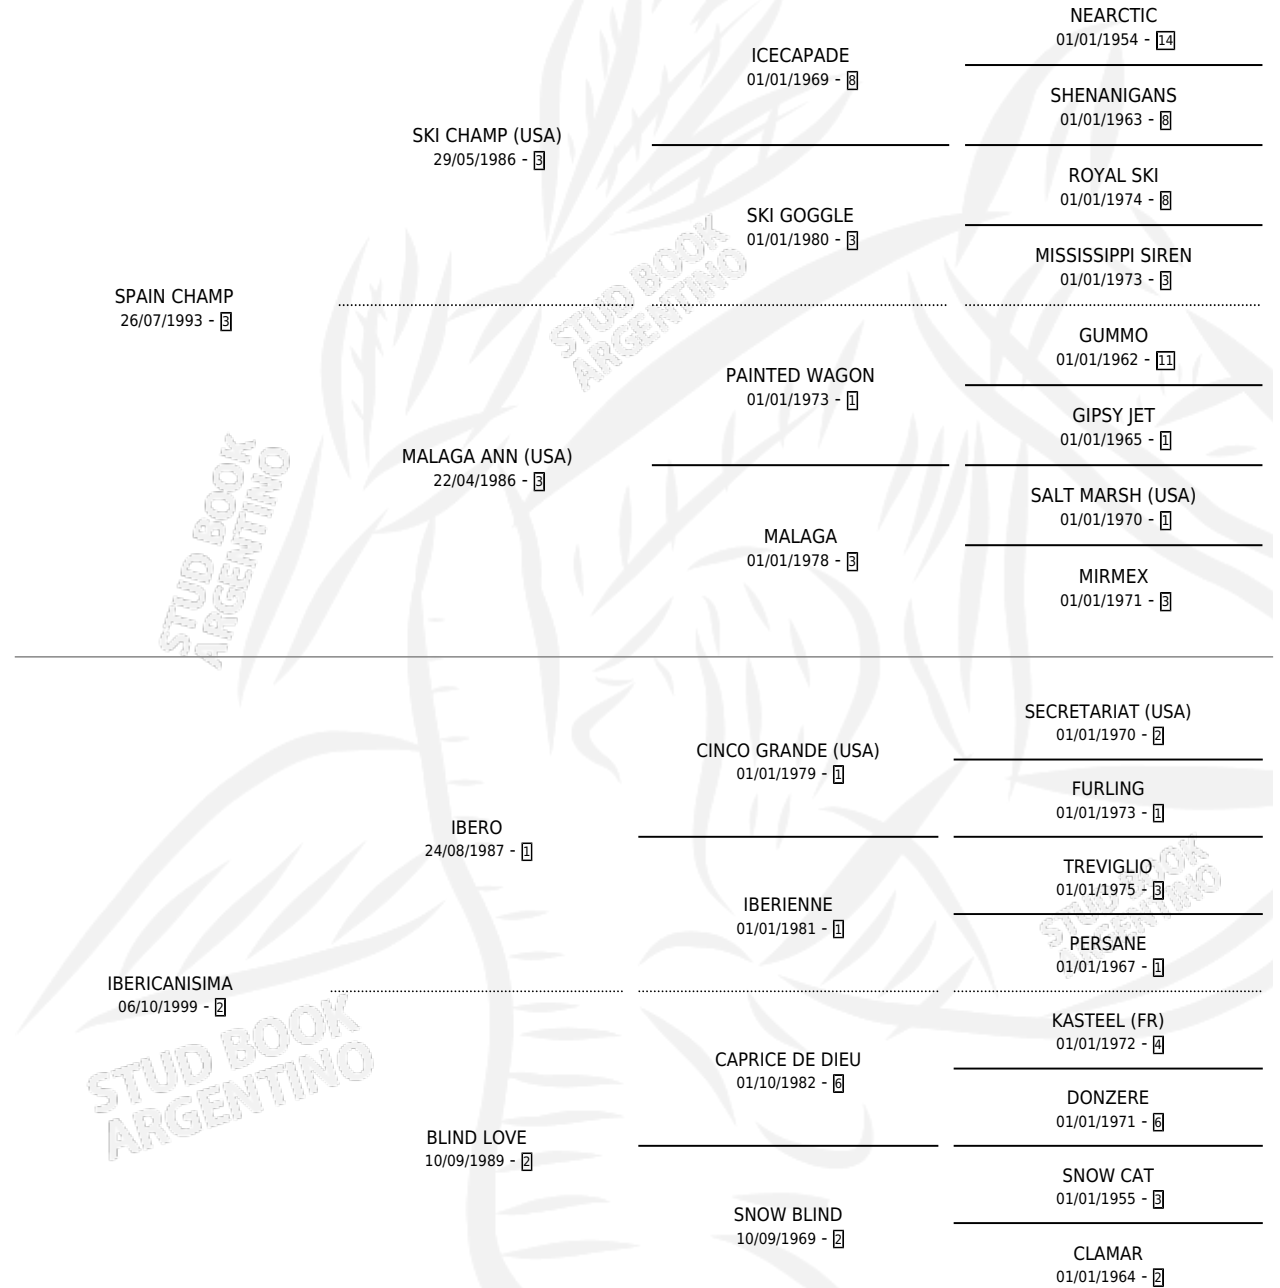 NEARCTIC
01/01/1954 - 14
ICECAPADE
01/01/1969 - 8
SHENANIGANS
01/01/1963 - 8
SKI CHAMP (USA)
29/05/1986 - 3
ROYAL SKI
01/01/1974 - 8
SKI GOGGLE
01/01/1980 - 3
MISSISSIPPI SIREN
01/01/1973 - 3
SPAIN CHAMP
26/07/1993 - 3
GUMMO
01/01/1962 - 11
PAINTED WAGON
01/01/1973 - 1
GIPSY JET
01/01/1965 - 1
MALAGA ANN (USA)
22/04/1986 - 3
SALT MARSH (USA)
01/01/1970 - 1
MALAGA
01/01/1978 - 3
MIRMEX
01/01/1971 - 3
STUD BOOK
ARGENTINO
STUD BOOK
ARGENTINO
SECRETARIAT (USA)
01/01/1970 - 2
CINCO GRANDE (USA)
01/01/1979 - 1
FURLING
01/01/1973 - 1
IBERO
24/08/1987 - 1
TREVIGLIO
01/01/1975 - 3
IBERIENNE
01/01/1981 - 1
PERSANE
01/01/1967 - 1
IBERICANISIMA
06/10/1999 - 2
KASTEEL (FR)
01/01/1972 - 4
CAPRICE DE DIEU
01/10/1982 - 6
DONZERE
01/01/1971 - 6
BLIND LOVE
10/09/1989 - 2
SNOW CAT
01/01/1955 - 3
SNOW BLIND
10/09/1969 - 2
CLAMAR
01/01/1964 - 2
STUD BOOK
ARGENTINO
STUD BOOK
ARGENTINO